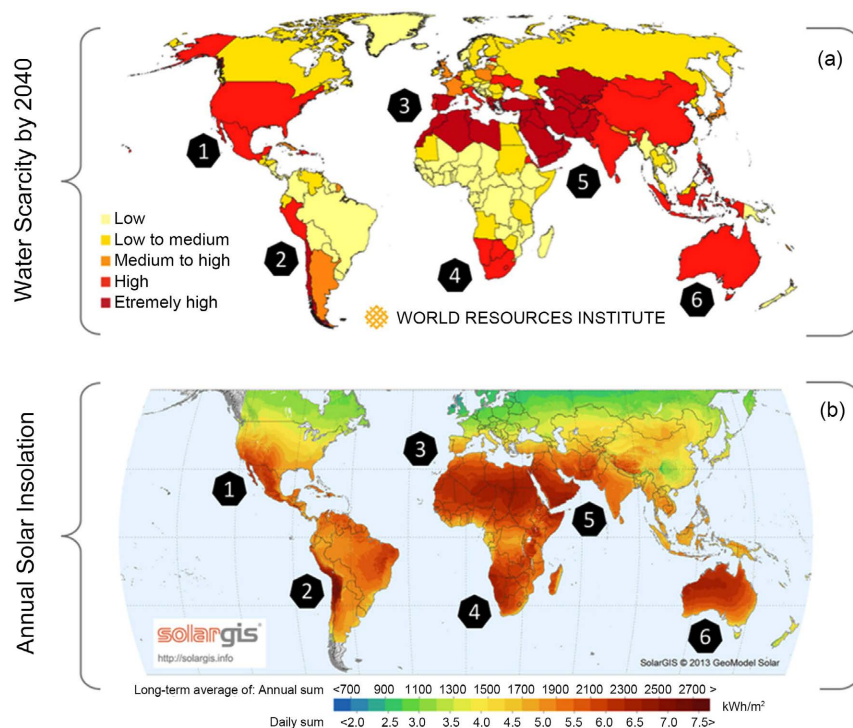 Water Scarcity by 2040
(a)
1
2
3
4
5
6
Low
Low to medium
Medium to high
High
Etremely high
WORLD RESOURCES INSTITUTE
Annual Solar Insolation
(b)
1
2
3
4
5
6
solargis
http://solargis.info
SolarGIS © 2013 GeoModel Solar
Long-term average of: Annual sum <700 900 1100 1300 1500 1700 1900 2100 2300 2500 2700 > kWh/m²
Daily sum <2.0 2.5 3.0 3.5 4.0 4.5 5.0 5.5 6.0 6.5 7.0 7.5>